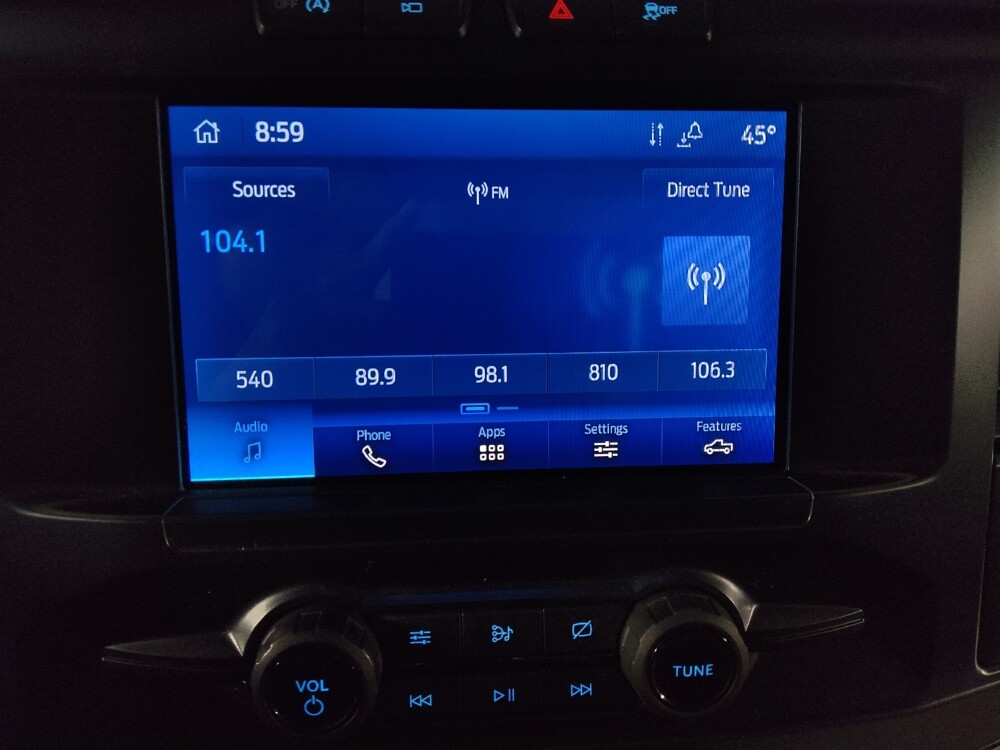 OFF (A)
OFF
8:59
45°
Sources
FM
Direct Tune
104.1
540
89.9
98.1
810
106.3
Audio
Phone
Apps
Settings
Features
VOL
TUNE